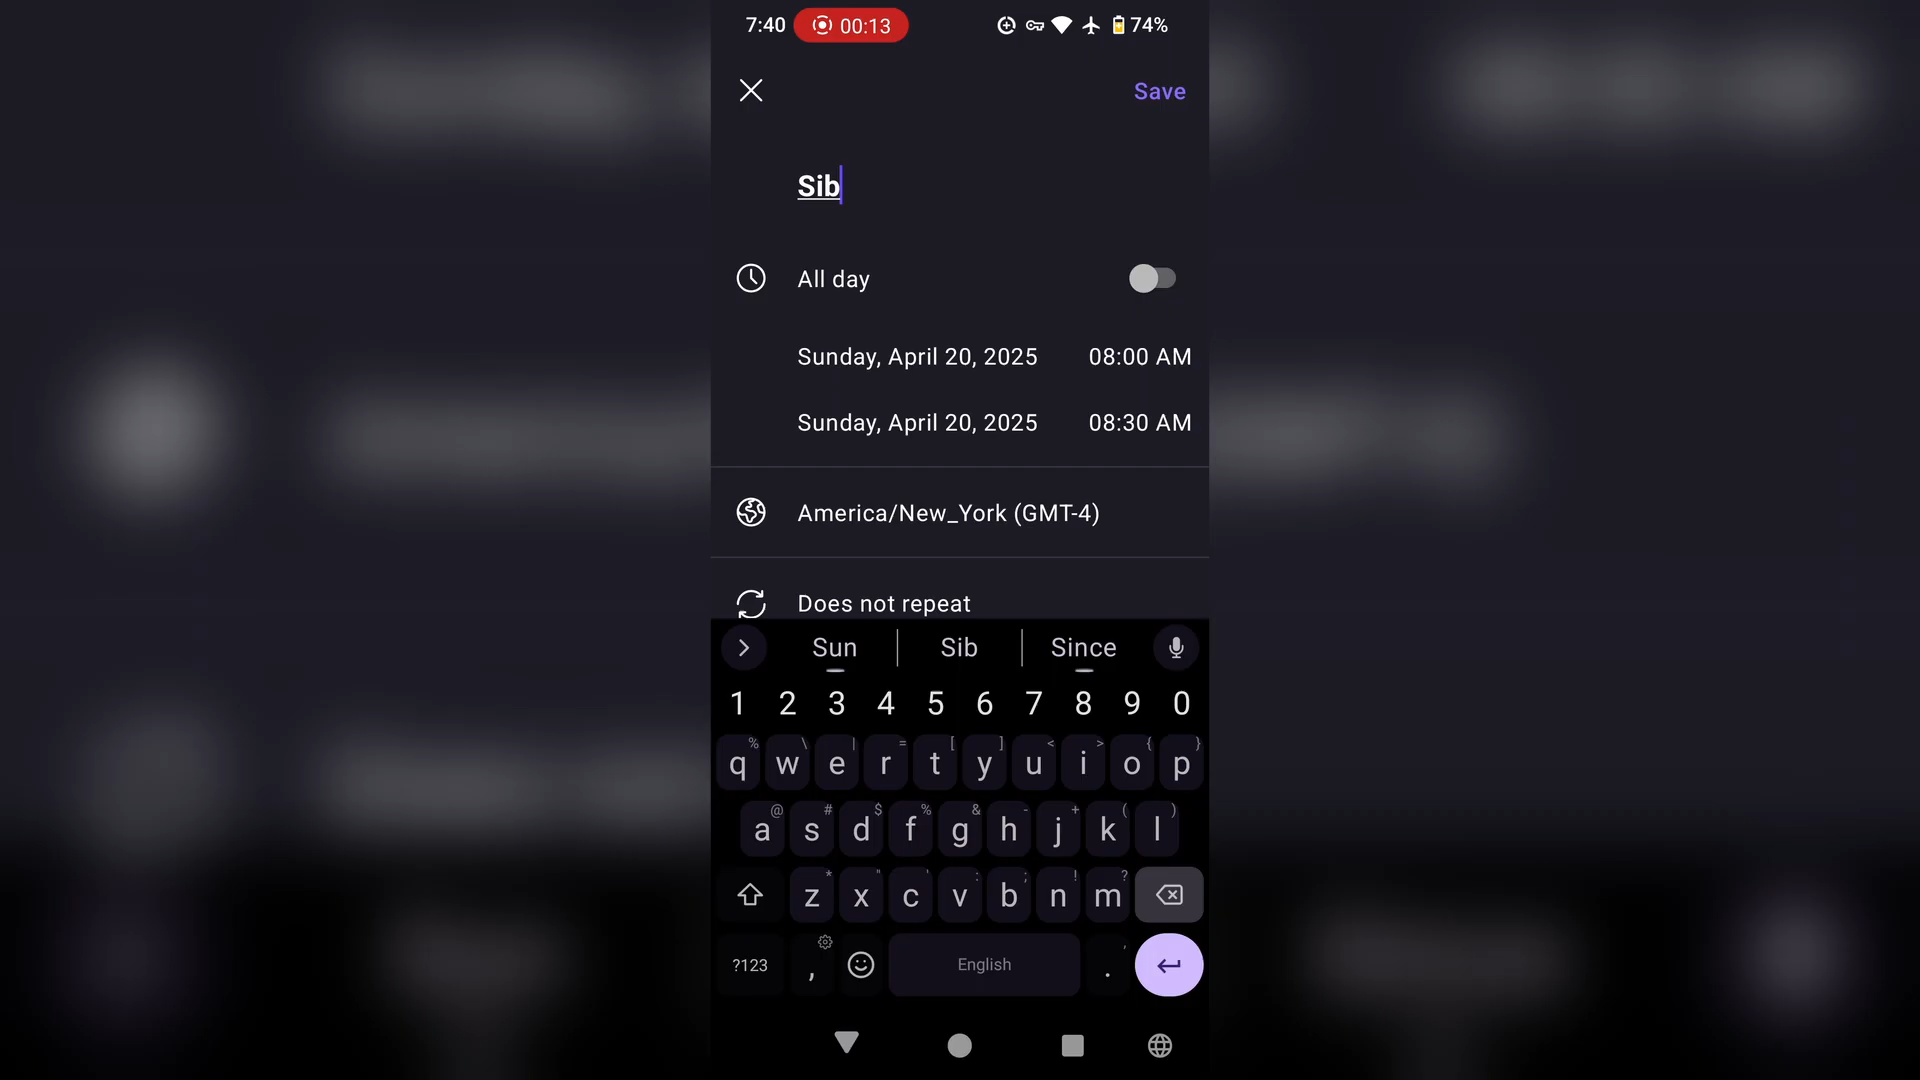 7:40 00:13 74%
Save
Sib
All day
Sunday, April 20, 2025 08:00 AM
Sunday, April 20, 2025 08:30 AM
America/New_York (GMT-4)
Does not repeat
Sun Sib Since
1 2 3 4 5 6 7 8 9 0
% \ | = [ ] < > { }
q w e r t y u i o p
@ # $ % & - + ( )
a s d f g h j k l
* " ' : ; ! ?
z x c v b n m
?123 , English .